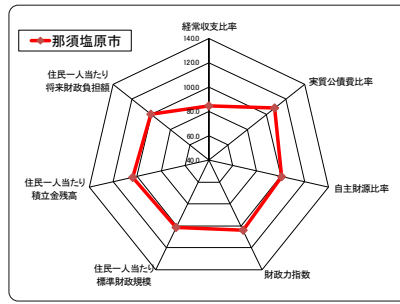 那須塩原市
経常収支比率
140.0
120.0
100.0
80.0
60.0
40.0
実質公債費比率
自主財源比率
財政力指数
住民一人当たり
標準財政規模
住民一人当たり
積立金残高
住民一人当たり
将来財政負担額